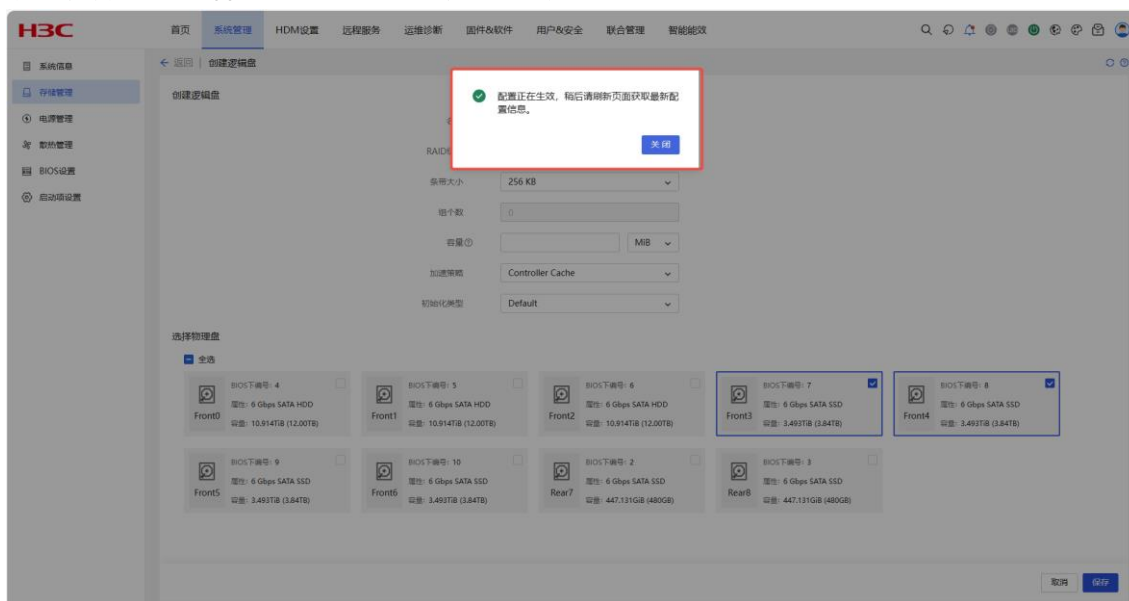 H3C
首页 系统管理 HDM设置 远程服务 运维诊断 固件&软件 用户&安全 联合管理 智能能效
系统信息
存储管理
电源管理
散热管理
BIOS设置
启动项设置
返回 | 创建逻辑盘
创建逻辑盘
配置正在生效，稍后请刷新页面获取最新配
置信息。
关闭
RAID
条带大小 256 KB
组个数 0
容量 MiB
加速策略 Controller Cache
初始化类型 Default
选择物理盘
全选
Front0
BIOS下编号: 4
属性: 6 Gbps SATA HDD
容量: 10.914TiB (12.00TB)
Front1
BIOS下编号: 5
属性: 6 Gbps SATA HDD
容量: 10.914TiB (12.00TB)
Front2
BIOS下编号: 6
属性: 6 Gbps SATA HDD
容量: 10.914TiB (12.00TB)
Front3
BIOS下编号: 7
属性: 6 Gbps SATA SSD
容量: 3.493TiB (3.84TB)
Front4
BIOS下编号: 8
属性: 6 Gbps SATA SSD
容量: 3.493TiB (3.84TB)
Front5
BIOS下编号: 9
属性: 6 Gbps SATA SSD
容量: 3.493TiB (3.84TB)
Front6
BIOS下编号: 10
属性: 6 Gbps SATA SSD
容量: 3.493TiB (3.84TB)
Rear7
BIOS下编号: 2
属性: 6 Gbps SATA SSD
容量: 447.131GiB (480GB)
Rear8
BIOS下编号: 3
属性: 6 Gbps SATA SSD
容量: 447.131GiB (480GB)
取消 保存